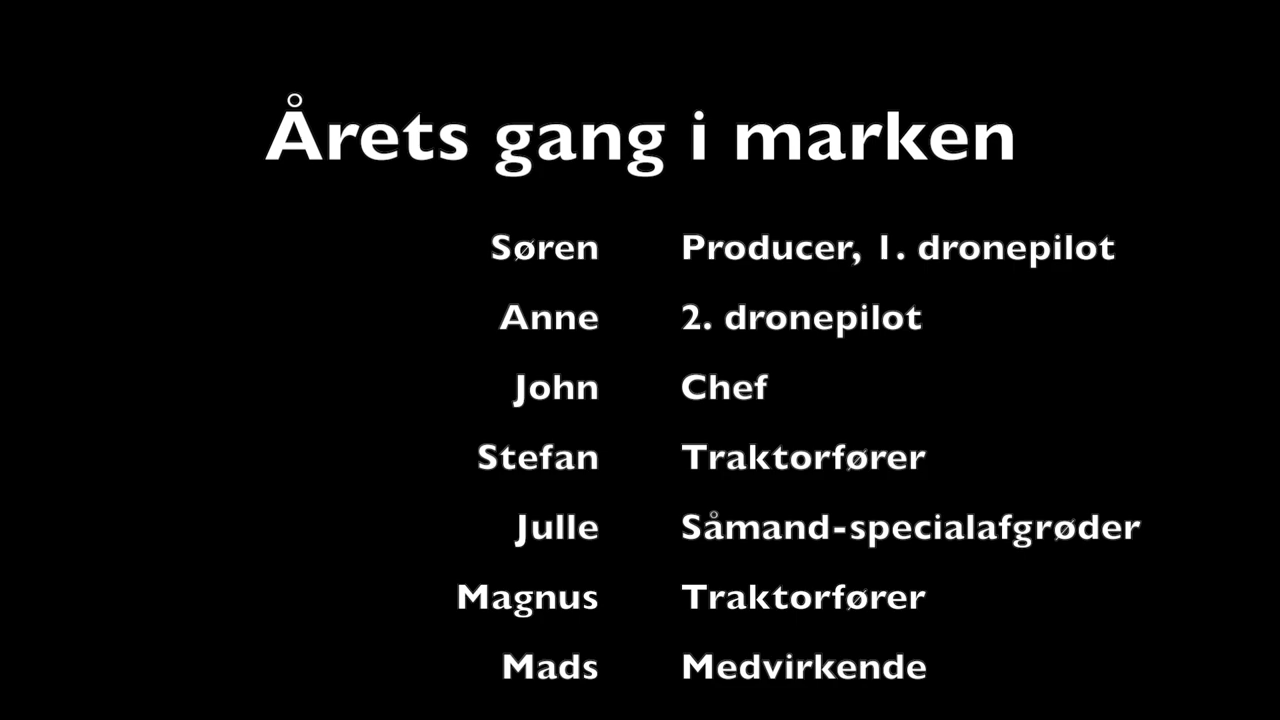 Årets gang i marken
Søren Producer, 1. dronepilot
Anne 2. dronepilot
John Chef
Stefan Traktorfører
Julle Såmand-specialafgrøder
Magnus Traktorfører
Mads Medvirkende